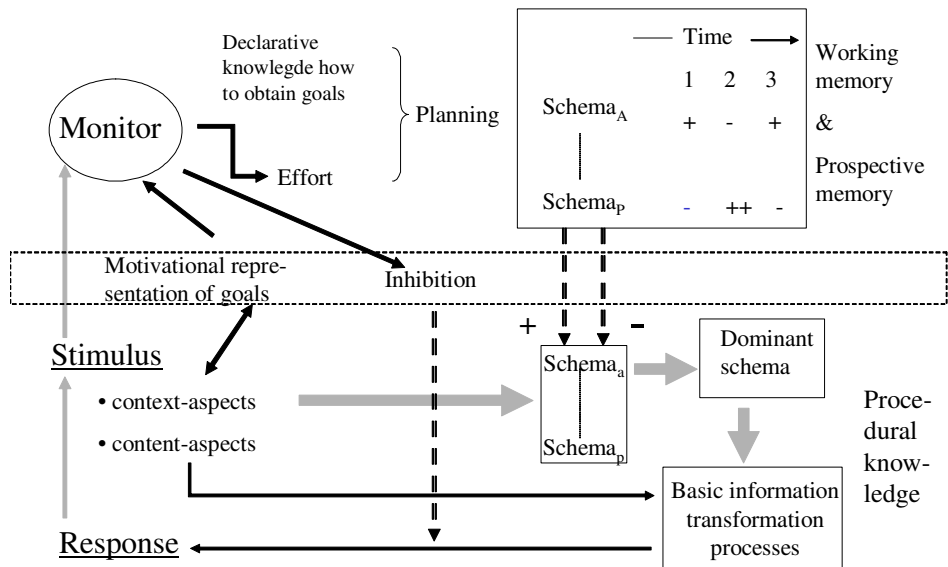 Declarative
knowlegde how
to obtain goals
Monitor
Planning
Effort
Time
1 2 3
Schema_A
+ - +
Schema_P
- ++ -
Working
memory
&
Prospective
memory
Motivational repre-
sentation of goals
Inhibition
+ -
Stimulus
• context-aspects
• content-aspects
Schema_a
Schema_p
Dominant
schema
Proce-
dural
know-
ledge
Basic information
transformation
processes
Response